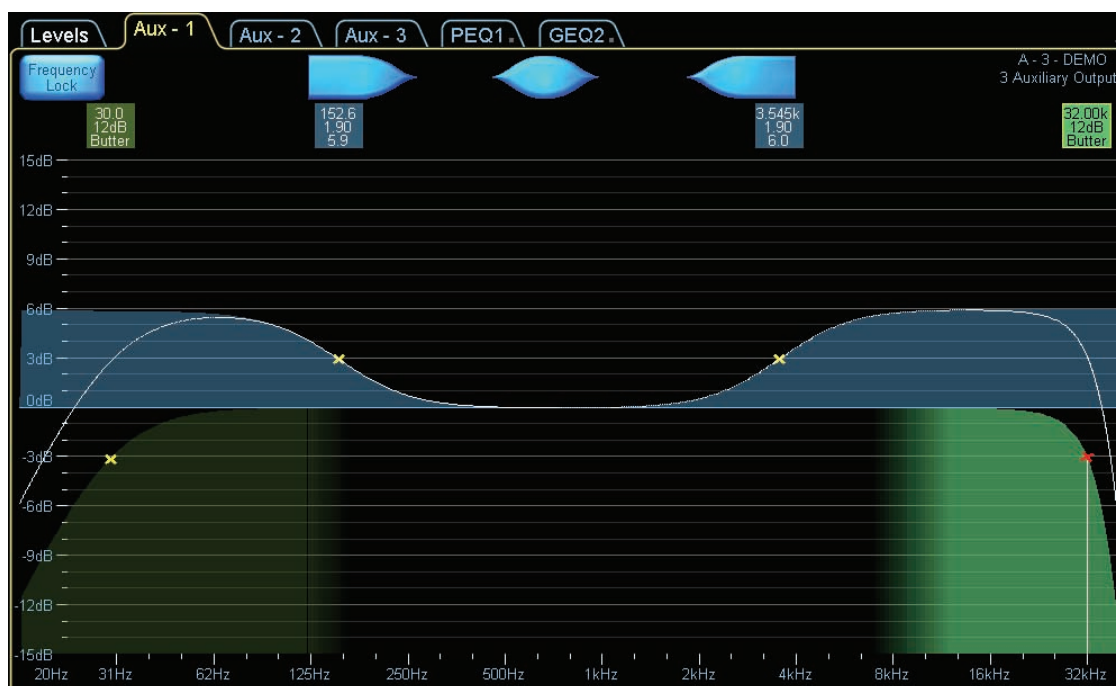 Levels
Aux - 1
Aux - 2
Aux - 3
PEQ1
GEQ2
Frequency
Lock
A - 3 - DEMO
3 Auxiliary Output
30.0
12dB
Butter
152.6
1.90
5.9
3.545k
1.90
6.0
32.00k
12dB
Butter
15dB
12dB
9dB
6dB
3dB
0dB
-3dB
-6dB
-9dB
-12dB
-15dB
20Hz 31Hz 62Hz 125Hz 250Hz 500Hz 1kHz 2kHz 4kHz 8kHz 16kHz 32kHz